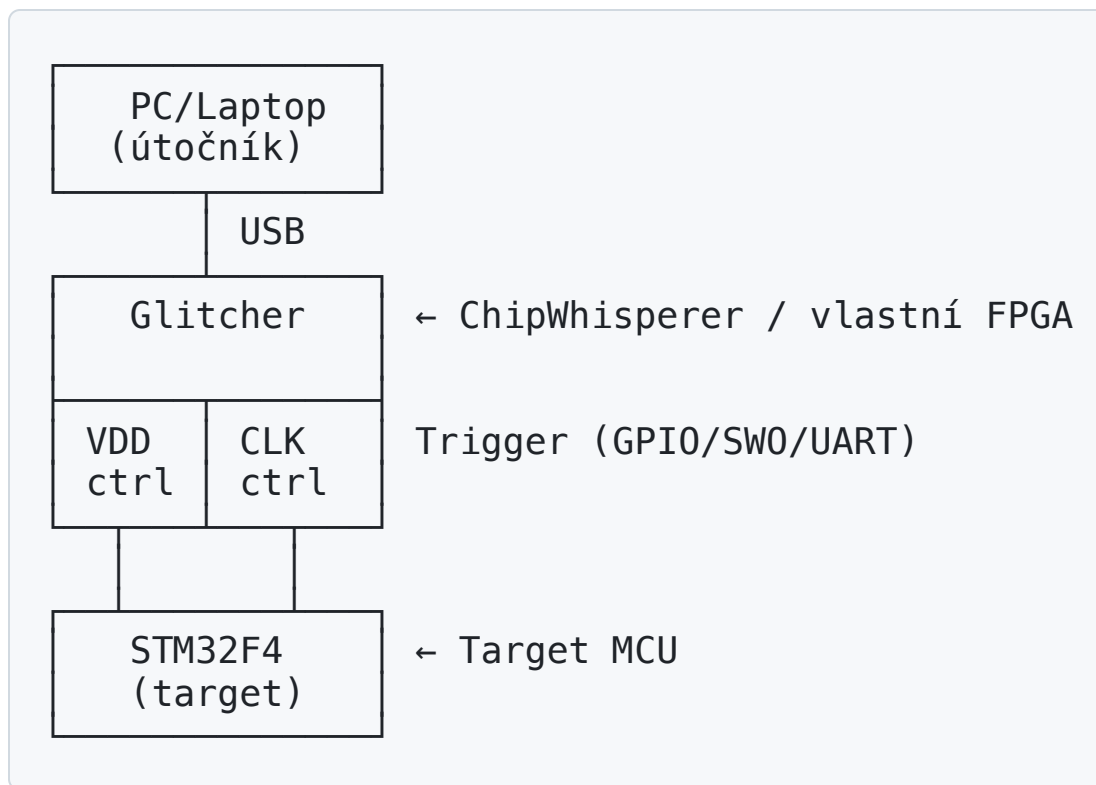 PC/Laptop
(útočník)
USB
Glitcher
← ChipWhisperer / vlastní FPGA
VDD CLK Trigger (GPIO/SWO/UART)
ctrl ctrl
STM32F4 ← Target MCU
(target)